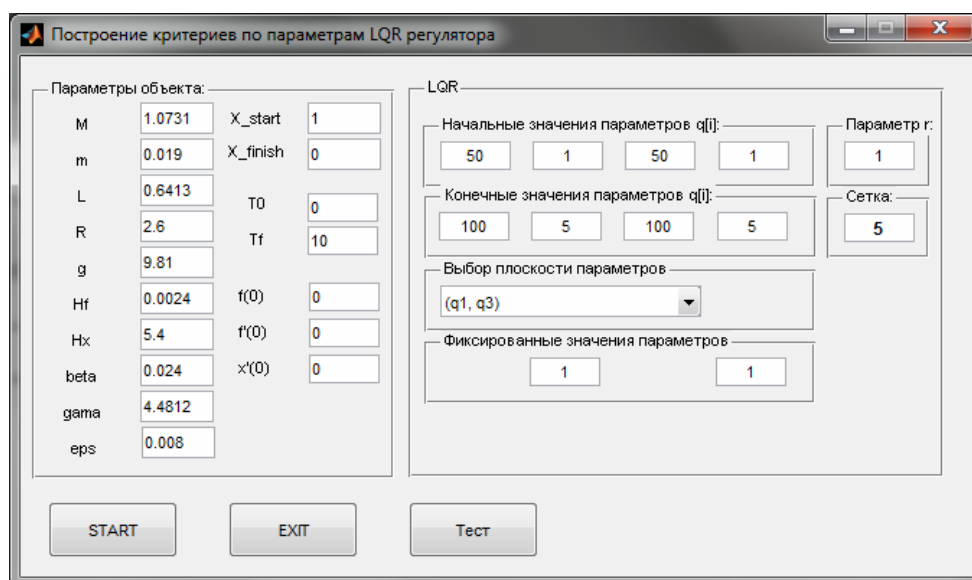 Построение критериев по параметрам LQR регулятора
Параметры объекта:
M 1.0731 X_start 1
m 0.019 X_finish 0
L 0.6413 T0 0
R 2.6 Tf 10
g 9.81
Hf 0.0024 f(0) 0
Hx 5.4 f'(0) 0
beta 0.024 x'(0) 0
gama 4.4812
eps 0.008
LQR
Начальные значения параметров q[i]:
50 1 50 1
Параметр r:
1
Конечные значения параметров q[i]:
100 5 100 5
Сетка:
5
Выбор плоскости параметров
(q1, q3)
Фиксированные значения параметров
1 1
START EXIT Тест